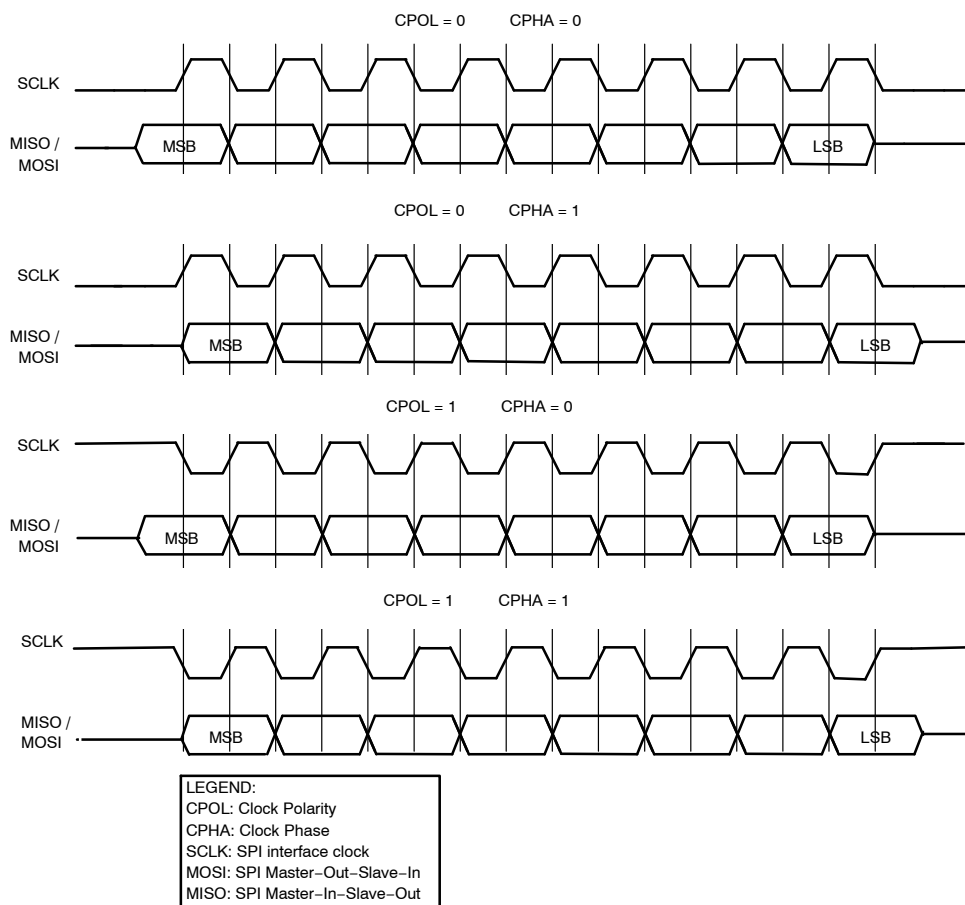 CPOL = 0 CPHA = 0
SCLK
MISO /
MOSI
MSB LSB
CPOL = 0 CPHA = 1
SCLK
MISO /
MOSI
MSB LSB
CPOL = 1 CPHA = 0
SCLK
MISO /
MOSI
MSB LSB
CPOL = 1 CPHA = 1
SCLK
MISO /
MOSI
MSB LSB
LEGEND:
CPOL: Clock Polarity
CPHA: Clock Phase
SCLK: SPI interface clock
MOSI: SPI Master−Out−Slave−In
MISO: SPI Master−In−Slave−Out